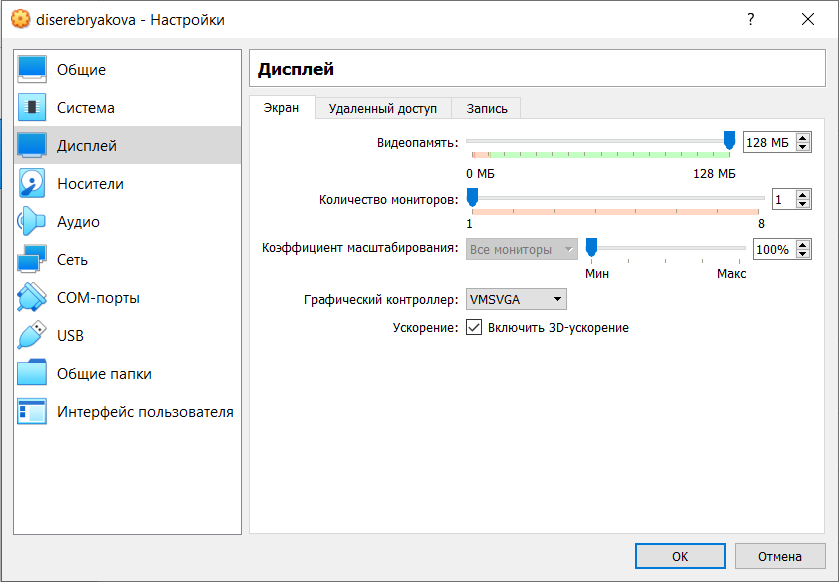 diserebryakova - Настройки
?
Общие
Система
Дисплей
Носители
Аудио
Сеть
COM-порты
USB
Общие папки
Интерфейс пользователя
Дисплей
Экран Удаленный доступ Запись
Видеопамять: 128 МБ
0 МБ 128 МБ
Количество мониторов: 1
1 8
Коэффициент масштабирования: Все мониторы 100%
Мин Макс
Графический контроллер: VMSVGA
Ускорение: Включить 3D-ускорение
OK Отмена